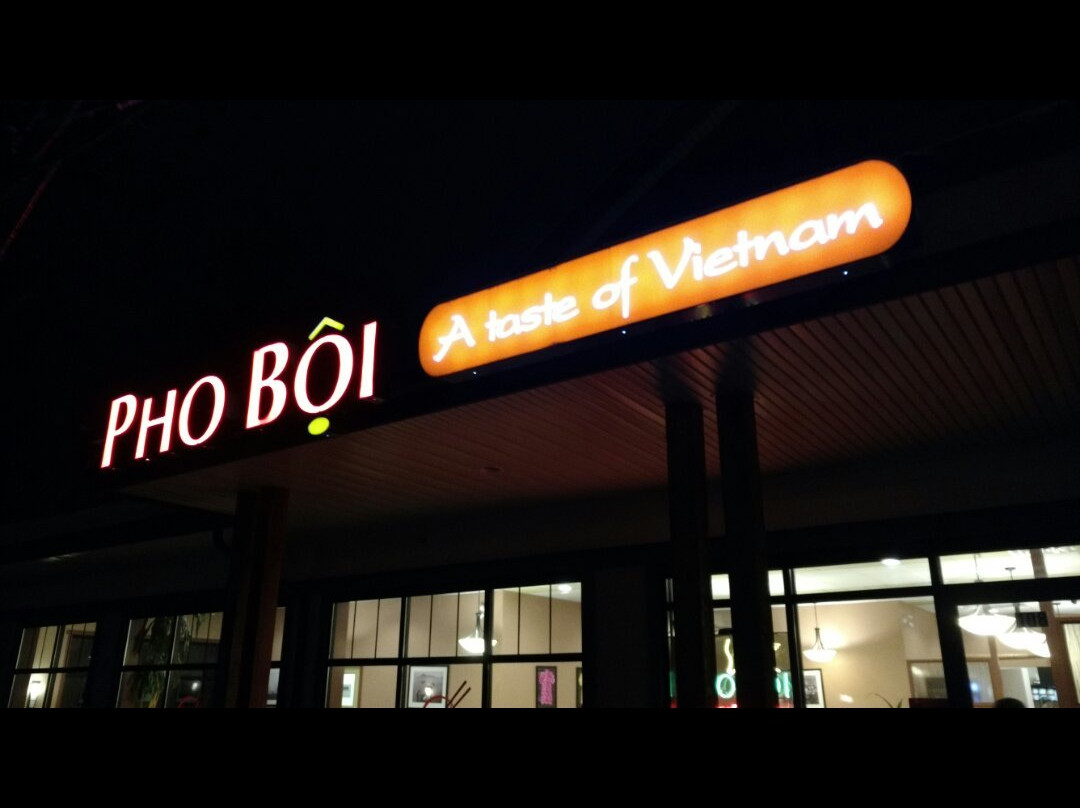 PHO BỘI
A taste of Vietnam